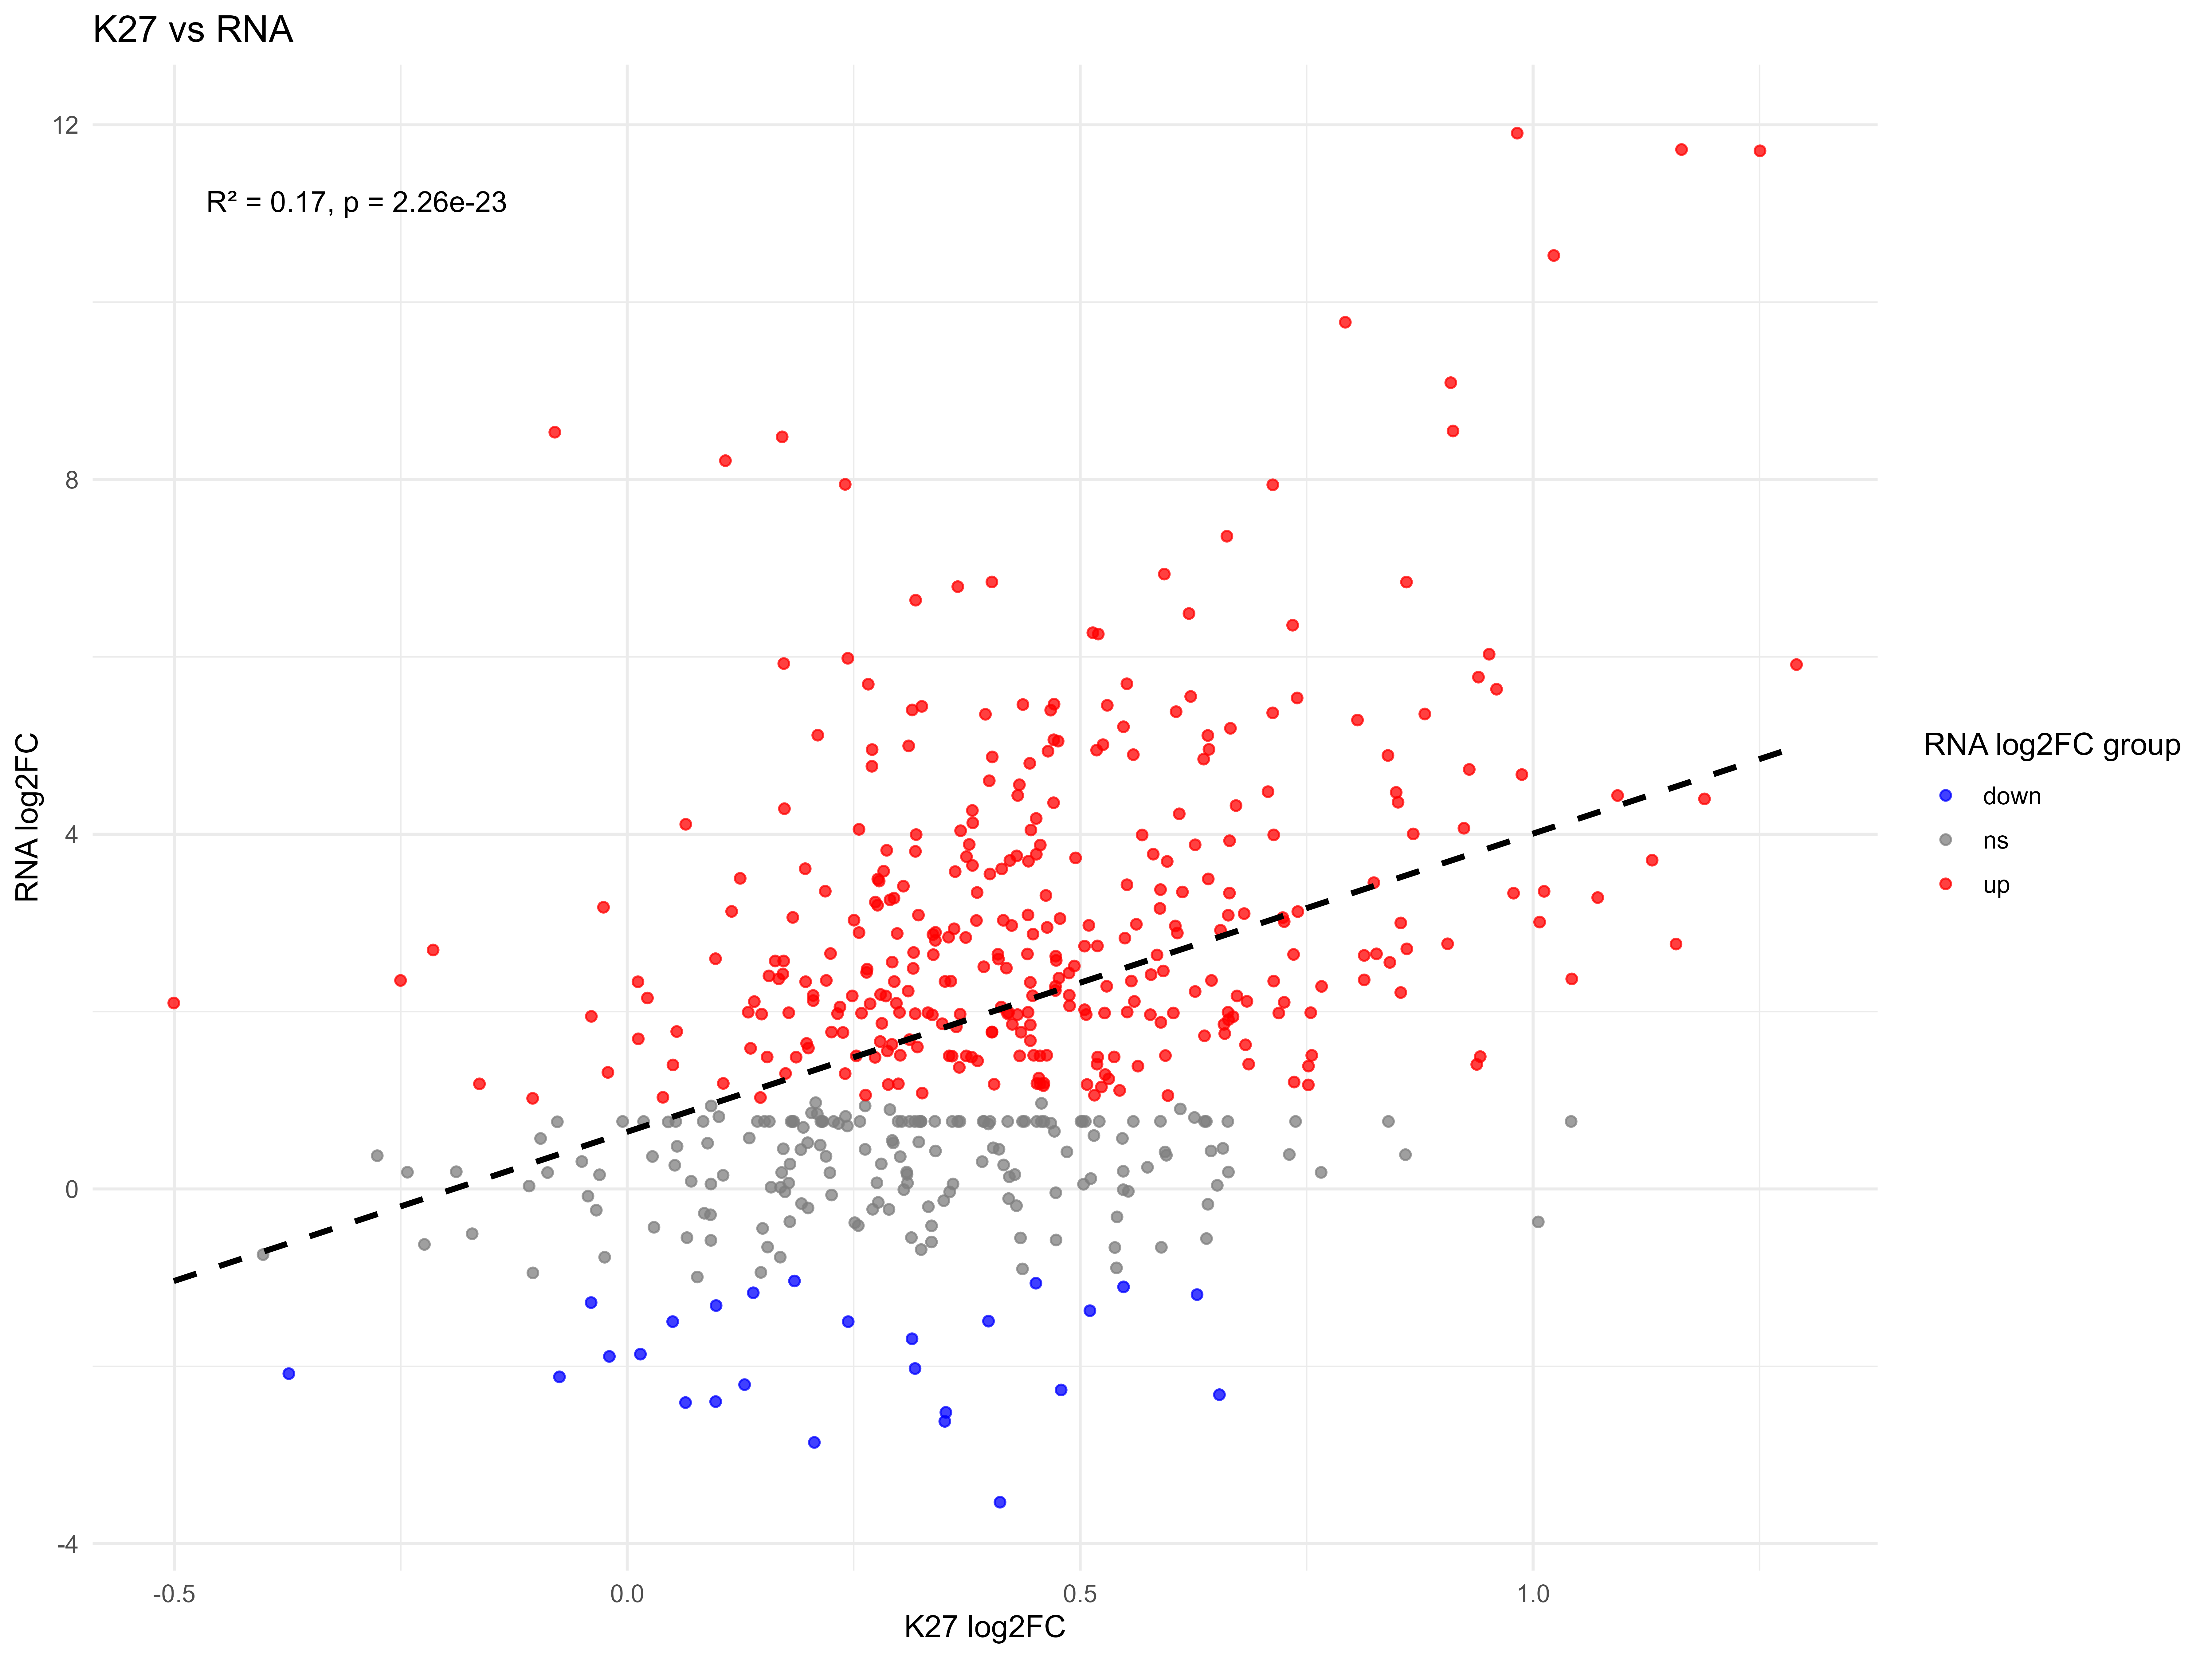 K27 vs RNA
R² = 0.17, p = 2.26e-23
12
8
4
0
-4
RNA log2FC
-0.5
0.0
0.5
1.0
K27 log2FC
RNA log2FC group
down
ns
up